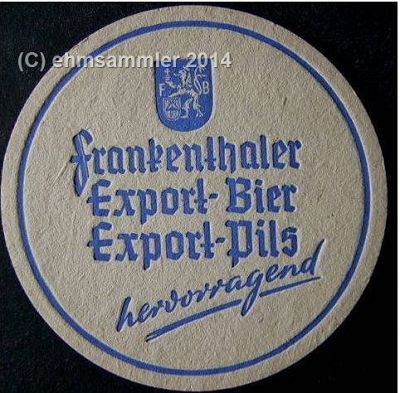 (C) ehmsammler 2014
F B
Frankenthaler
Export-Bier
Export-Pils
hervorragend